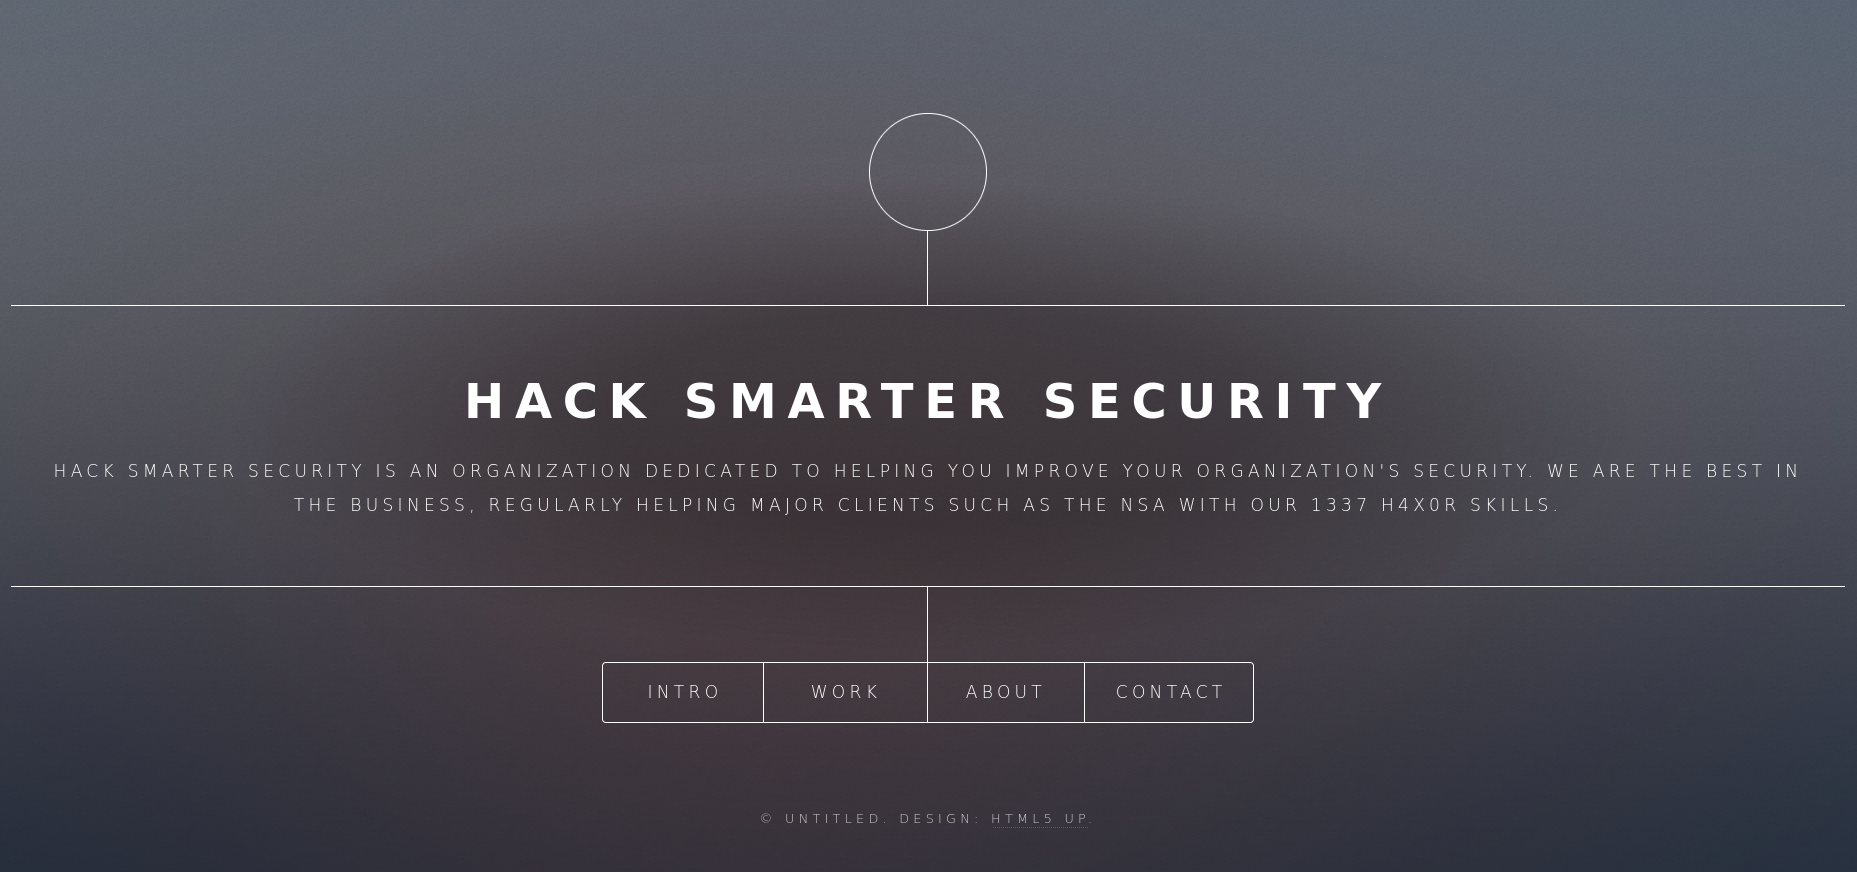 HACK SMARTER SECURITY
HACK SMARTER SECURITY IS AN ORGANIZATION DEDICATED TO HELPING YOU IMPROVE YOUR ORGANIZATION'S SECURITY. WE ARE THE BEST IN
THE BUSINESS, REGULARLY HELPING MAJOR CLIENTS SUCH AS THE NSA WITH OUR 1337 H4X0R SKILLS.
INTRO WORK ABOUT CONTACT
© UNTITLED. DESIGN: HTML5 UP.